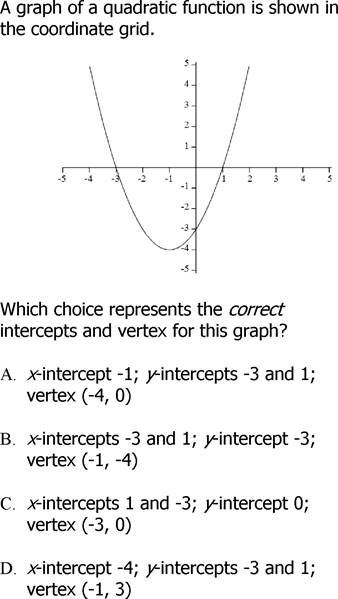 A graph of a quadratic function is shown in
the coordinate grid.
5
4
3
2
1
-5 -4 -3 -2 -1 1 2 3 4 5
-1
-2
-3
-4
-5
Which choice represents the correct
intercepts and vertex for this graph?
A. x-intercept -1; y-intercepts -3 and 1;
vertex (-4, 0)
B. x-intercepts -3 and 1; y-intercept -3;
vertex (-1, -4)
C. x-intercepts 1 and -3; y-intercept 0;
vertex (-3, 0)
D. x-intercept -4; y-intercepts -3 and 1;
vertex (-1, 3)